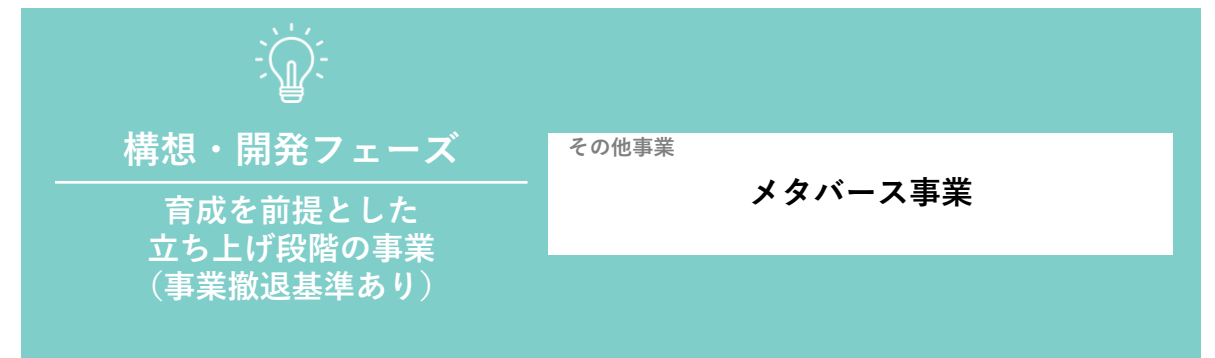 構想・開発フェーズ
育成を前提とした
立ち上げ段階の事業
（事業撤退基準あり）
その他事業
メタバース事業